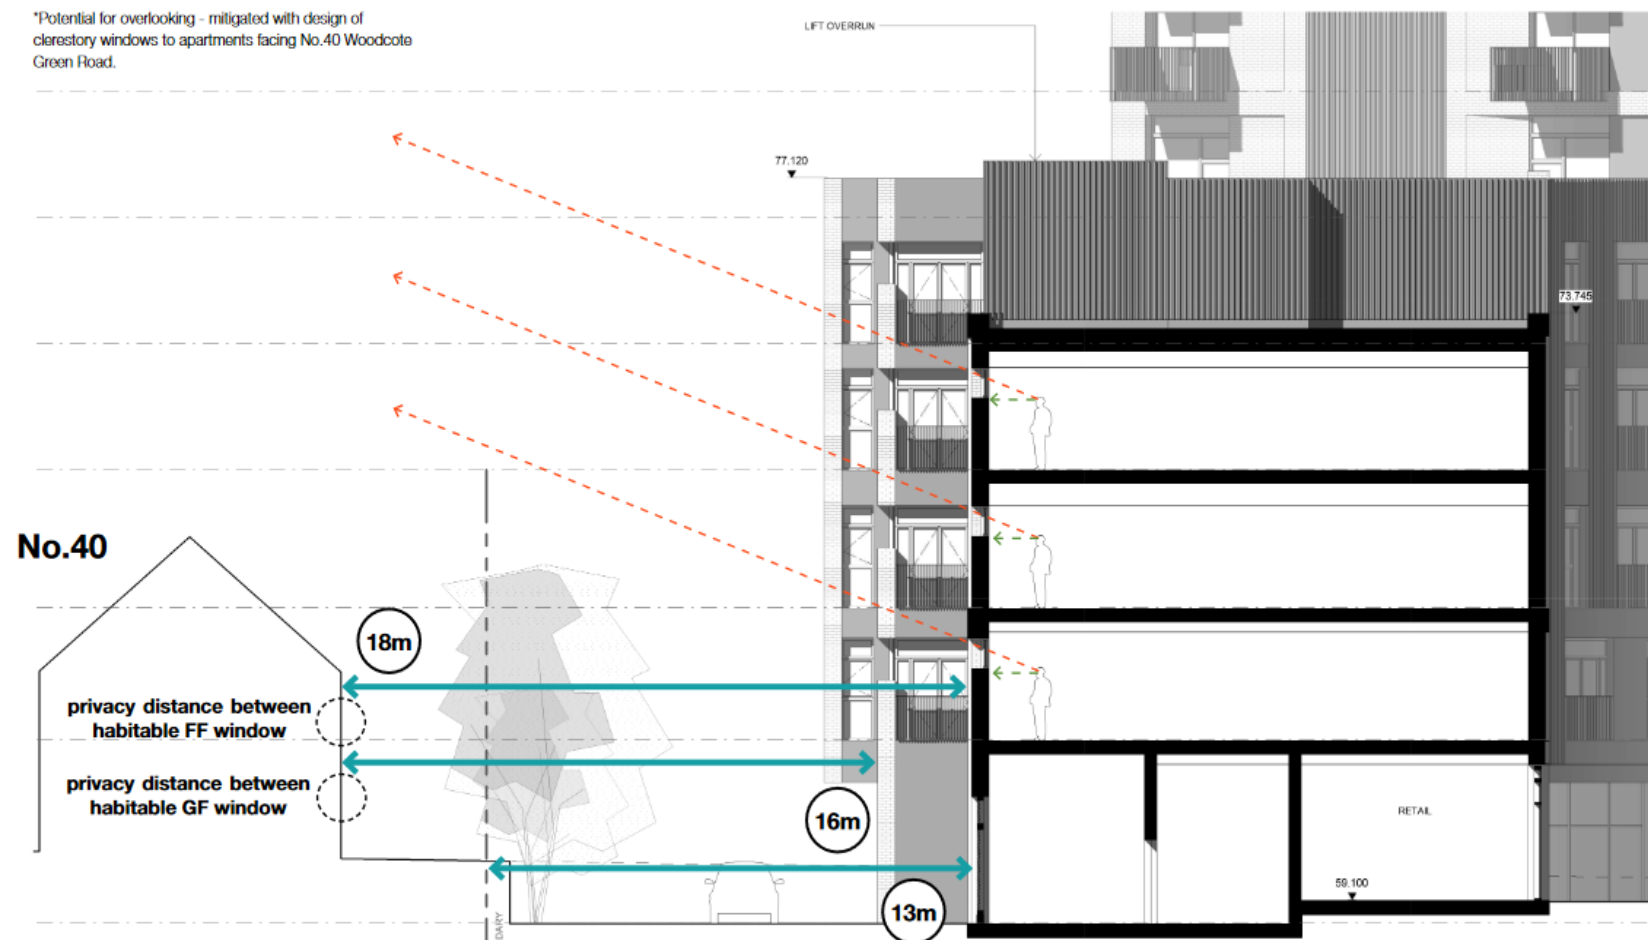 *Potential for overlooking - mitigated with design of
clerestory windows to apartments facing No.40 Woodcote
Green Road.
LIFT OVERRUN
77.120
73.745
No.40
18m
privacy distance between
habitable FF window
privacy distance between
habitable GF window
16m
RETAIL
59.100
13m